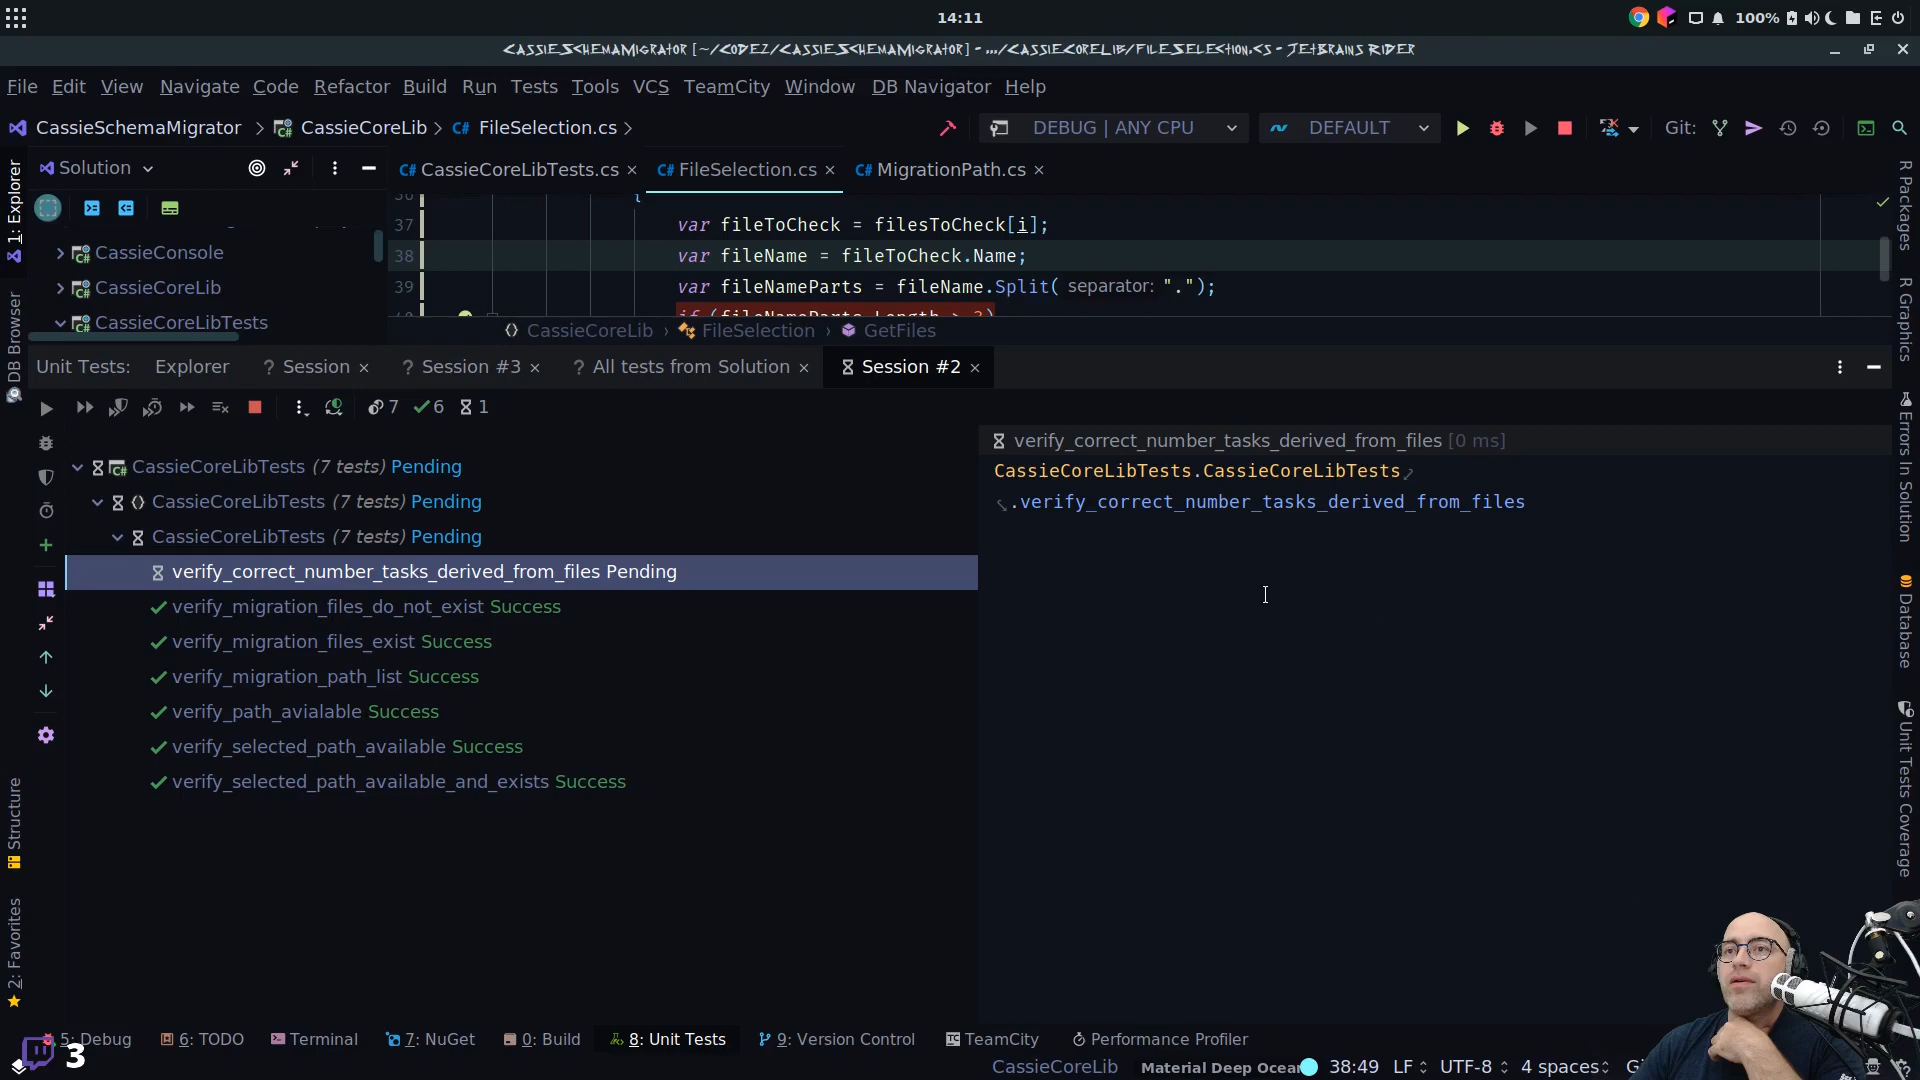 14:11
100%
CassieSchemaMigrator [~/Codez/CassieSchemaMigrator] - .../CassieCoreLib/FileSelection.cs - JetBrains Rider
File Edit View Navigate Code Refactor Build Run Tests Tools VCS TeamCity Window DB Navigator Help
CassieSchemaMigrator > CassieCoreLib > C# FileSelection.cs >
DEBUG | ANY CPU
DEFAULT
Git:
Solution
C# CassieCoreLibTests.cs × C# FileSelection.cs × C# MigrationPath.cs ×
CassieConsole
CassieCoreLib
CassieCoreLibTests
36 {
37 var fileToCheck = filesToCheck[i];
38 var fileName = fileToCheck.Name;
39 var fileNameParts = fileName.Split( separator: ".");
CassieCoreLib > FileSelection > GetFiles
Unit Tests: Explorer ? Session × ? Session #3 × ? All tests from Solution × Session #2 ×
7 6 1
CassieCoreLibTests (7 tests) Pending
CassieCoreLibTests (7 tests) Pending
CassieCoreLibTests (7 tests) Pending
verify_correct_number_tasks_derived_from_files Pending
verify_migration_files_do_not_exist Success
verify_migration_files_exist Success
verify_migration_path_list Success
verify_path_avialable Success
verify_selected_path_available Success
verify_selected_path_available_and_exists Success
verify_correct_number_tasks_derived_from_files [0 ms]
CassieCoreLibTests.CassieCoreLibTests
.verify_correct_number_tasks_derived_from_files
1: Explorer
DB Browser
Structure
2: Favorites
R Packages
R Graphics
Errors In Solution
Database
Unit Tests Coverage
5: Debug 6: TODO Terminal 7: NuGet 0: Build 8: Unit Tests 9: Version Control TeamCity Performance Profiler
3
CassieCoreLib Material Deep Ocean 38:49 LF UTF-8 4 spaces